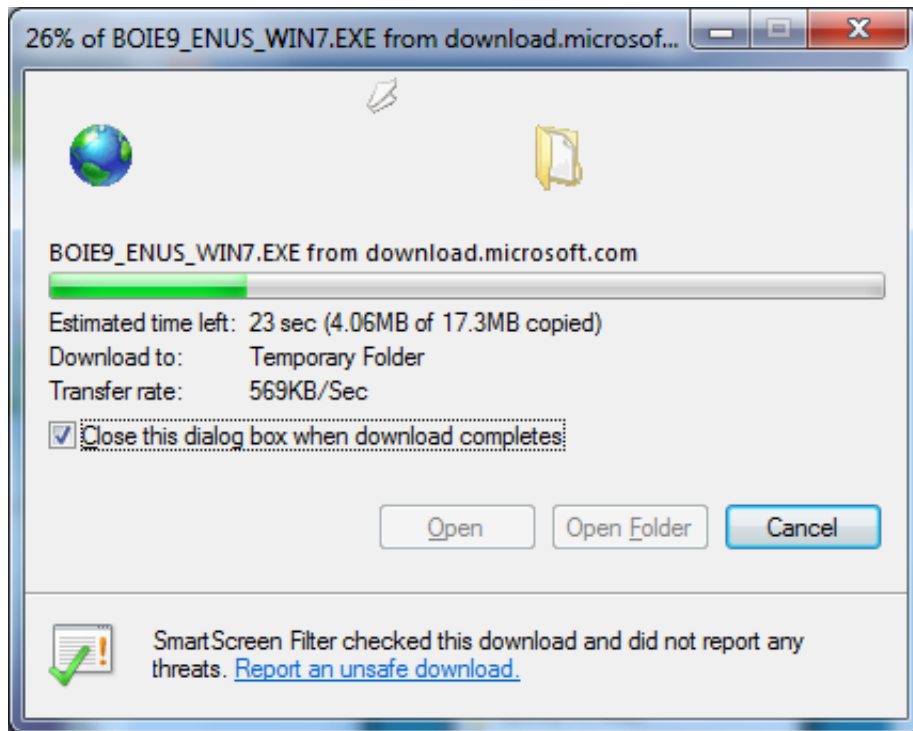 26% of BOIE9_ENUS_WIN7.EXE from download.microsof...
BOIE9_ENUS_WIN7.EXE from download.microsoft.com
Estimated time left: 23 sec (4.06MB of 17.3MB copied)
Download to: Temporary Folder
Transfer rate: 569KB/Sec
Close this dialog box when download completes
Open Open Folder Cancel
SmartScreen Filter checked this download and did not report any
threats. Report an unsafe download.